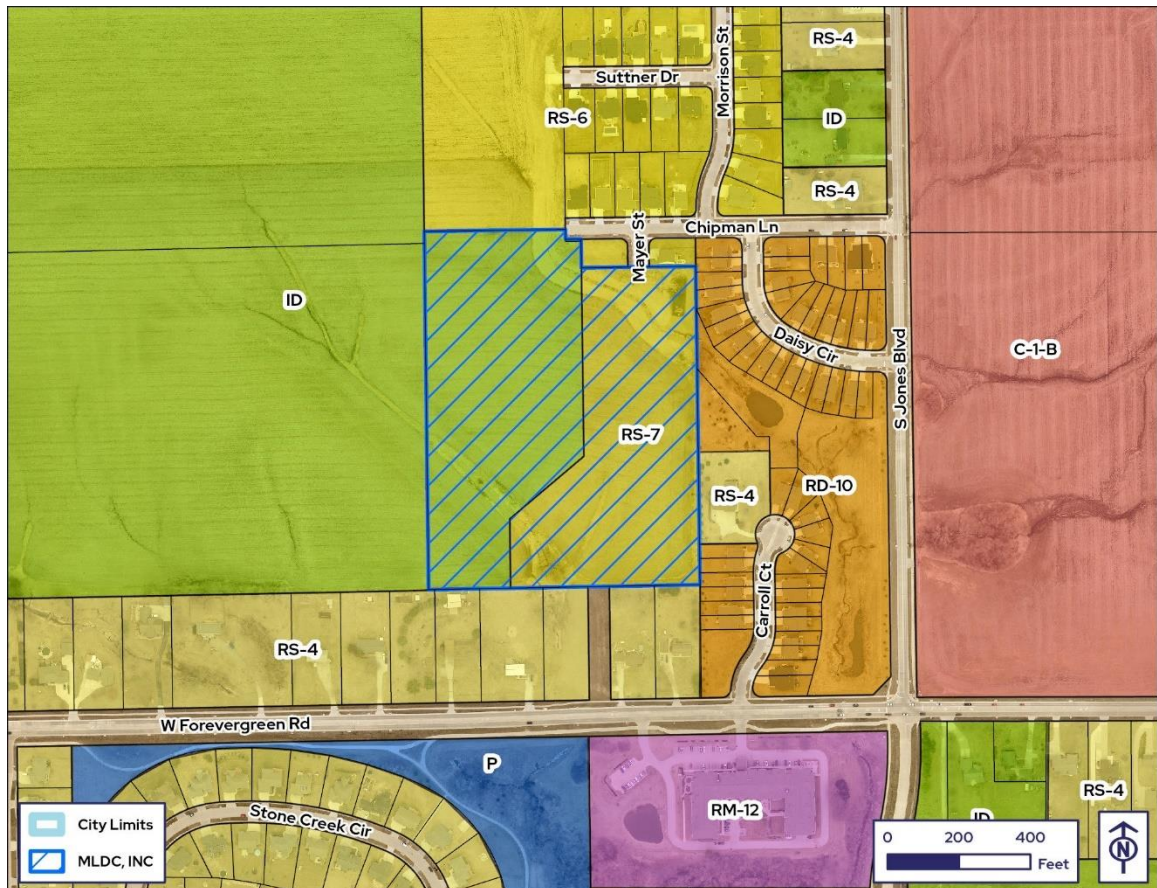 RS-4
Suttner Dr
Morrison St
RS-6
ID
RS-4
Mayer St
Chipman Ln
ID
Daisy Cir
S Jones Blvd
C-1-B
RS-7
RS-4
RD-10
Carroll Ct
RS-4
W Forevergreen Rd
P
RM-12
Stone Creek Cir
ID
RS-4
City Limits
MLDC, INC
0 200 400
Feet
N